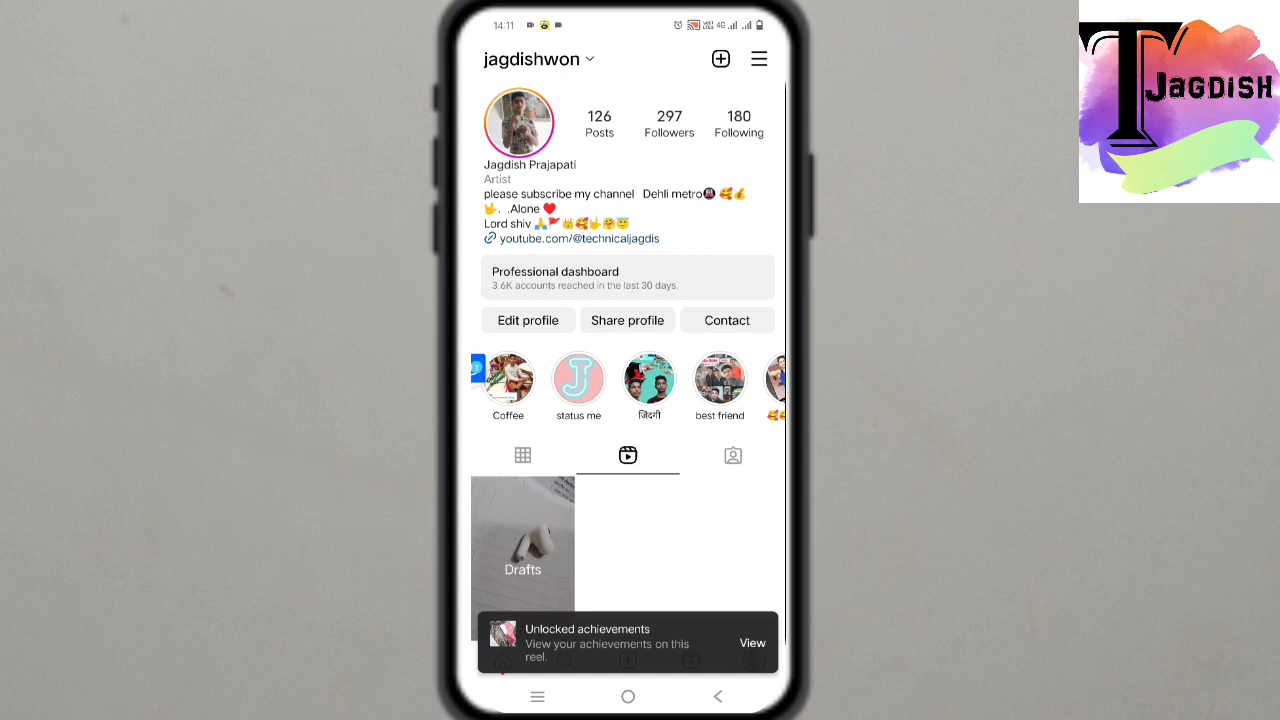 14:11
4G
jagdishwon
126
Posts
297
Followers
180
Following
Jagdish Prajapati
Artist
please subscribe my channel Dehli metro🚇 🥰💰
🤟. .Alone ♥️
Lord shiv 🙏🚩👑🥰🤟🤗😇
youtube.com/@technicaljagdis
Professional dashboard
3.6K accounts reached in the last 30 days.
Edit profile
Share profile
Contact
Coffee
status me
जिंदगी
best friend
J
Drafts
Unlocked achievements
View your achievements on this
reel.
View
T JAGDISH